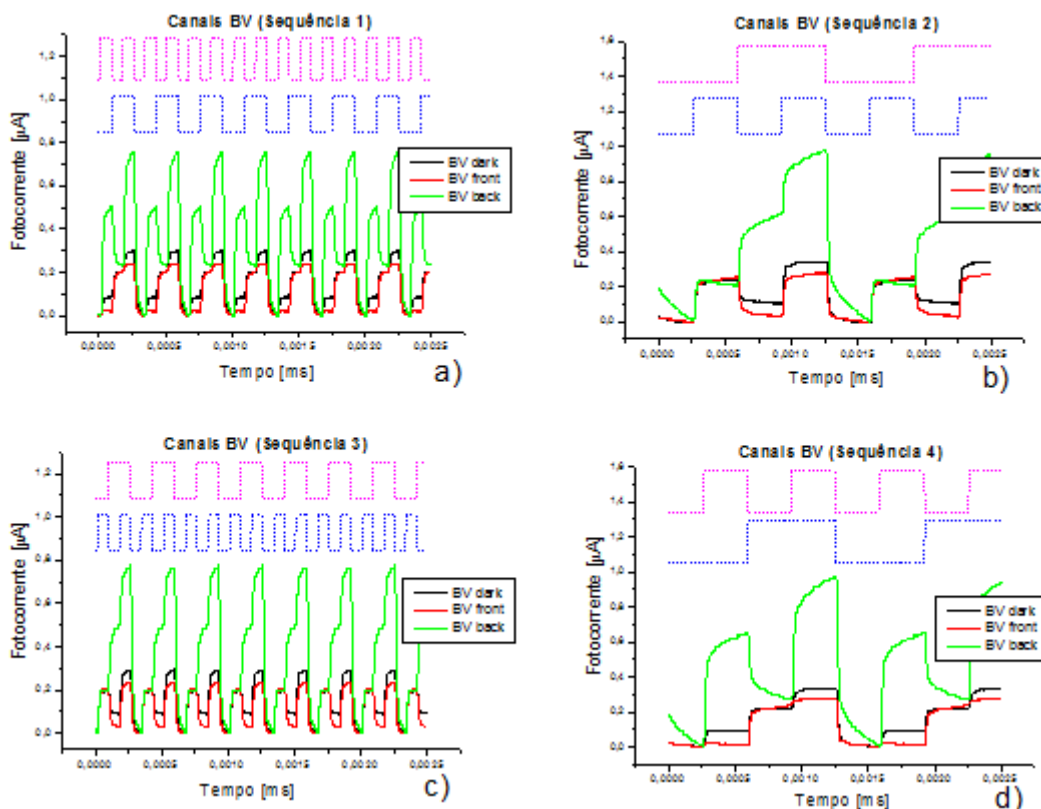 Canais BV (Sequência 1)
1,2
1,0
0,8
0,6
0,4
0,2
0,0
Fotocorrente [µA]
BV dark
BV front
BV back
0,0000 0,0005 0,0010 0,0015 0,0020 0,0025
Tempo [ms]
a)
Canais BV (Sequência 2)
1,6
1,4
1,2
1,0
0,8
0,6
0,4
0,2
0,0
Fotocorrente [µA]
BV dark
BV front
BV back
0,0000 0,0005 0,0010 0,0015 0,0020 0,0025
Tempo [ms]
b)
Canais BV (Sequência 3)
1,2
1,0
0,8
0,6
0,4
0,2
0,0
Fotocorrente [µA]
BV dark
BV front
BV back
0,0000 0,0005 0,0010 0,0015 0,0020 0,0025
Tempo [ms]
c)
Canais BV (Sequência 4)
1,6
1,4
1,2
1,0
0,8
0,6
0,4
0,2
0,0
Fotocorrente [µA]
BV dark
BV front
BV back
0,0000 0,0005 0,0010 0,0015 0,0020 0,0025
Tempo [ms]
d)